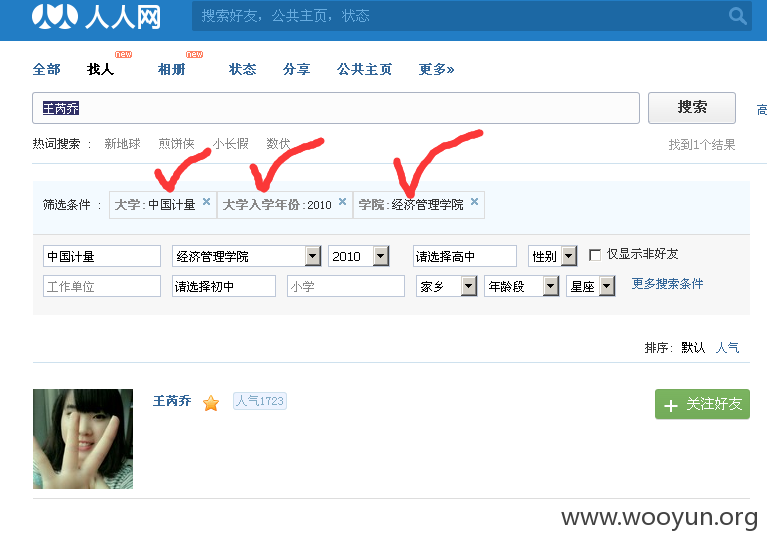 人人网 搜索好友，公共主页，状态
全部 找人 new 相册 new 状态 分享 公共主页 更多»
王芮乔 搜索 高
热词搜索 ： 新地球 煎饼侠 小长假 数伏 找到1个结果
筛选条件 ： 大学:中国计量 × 大学入学年份:2010 × 学院:经济管理学院 ×
中国计量 经济管理学院 2010 请选择高中 性别 仅显示非好友
工作单位 请选择初中 小学 家乡 年龄段 星座 更多搜索条件
排序: 默认 人气
王芮乔 人气1723 + 关注好友
www.wooyun.org